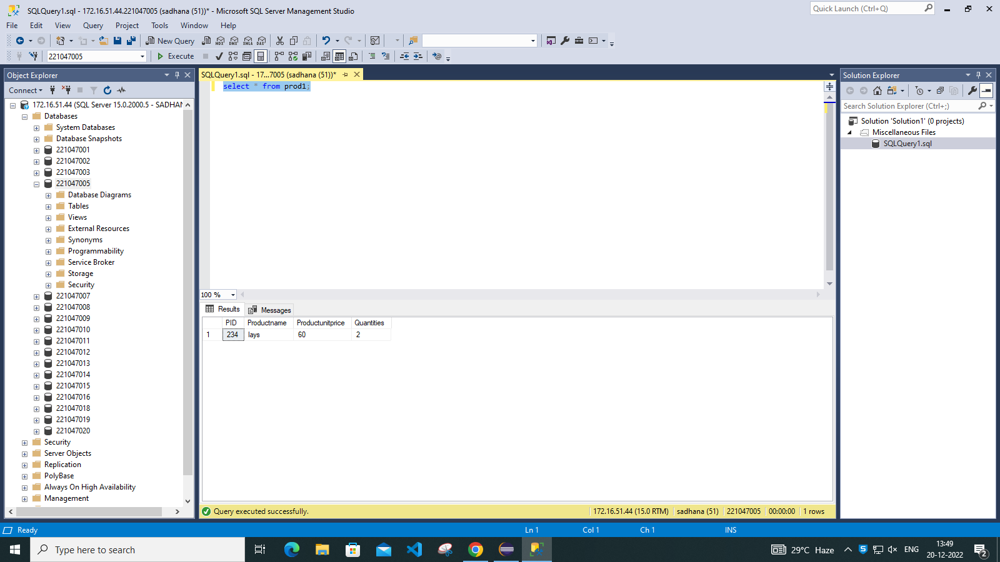 SQLQuery1.sql - 172.16.51.44.221047005 (sadhana (51))* - Microsoft SQL Server Management Studio
Quick Launch (Ctrl+Q)
File Edit View Query Project Tools Window Help
New Query MDX DMX XMLA DAX
221047005 Execute
Object Explorer
Connect
172.16.51.44 (SQL Server 15.0.2000.5 - SADHAN
Databases
System Databases
Database Snapshots
221047001
221047002
221047003
221047005
Database Diagrams
Tables
Views
External Resources
Synonyms
Programmability
Service Broker
Storage
Security
221047007
221047008
221047009
221047010
221047011
221047012
221047013
221047014
221047015
221047016
221047018
221047019
221047020
Security
Server Objects
Replication
PolyBase
Always On High Availability
Management
SQLQuery1.sql - 17...7005 (sadhana (51))*
select * from prod1;
100 %
Results Messages
PID Productname Productunitprice Quantities
1 234 lays 60 2
Query executed successfully. 172.16.51.44 (15.0 RTM) sadhana (51) 221047005 00:00:00 1 rows
Solution Explorer
Search Solution Explorer (Ctrl+;)
Solution 'Solution1' (0 projects)
Miscellaneous Files
SQLQuery1.sql
Ready Ln 1 Col 1 Ch 1 INS
Type here to search
29°C Haze ENG 13:49
20-12-2022
2